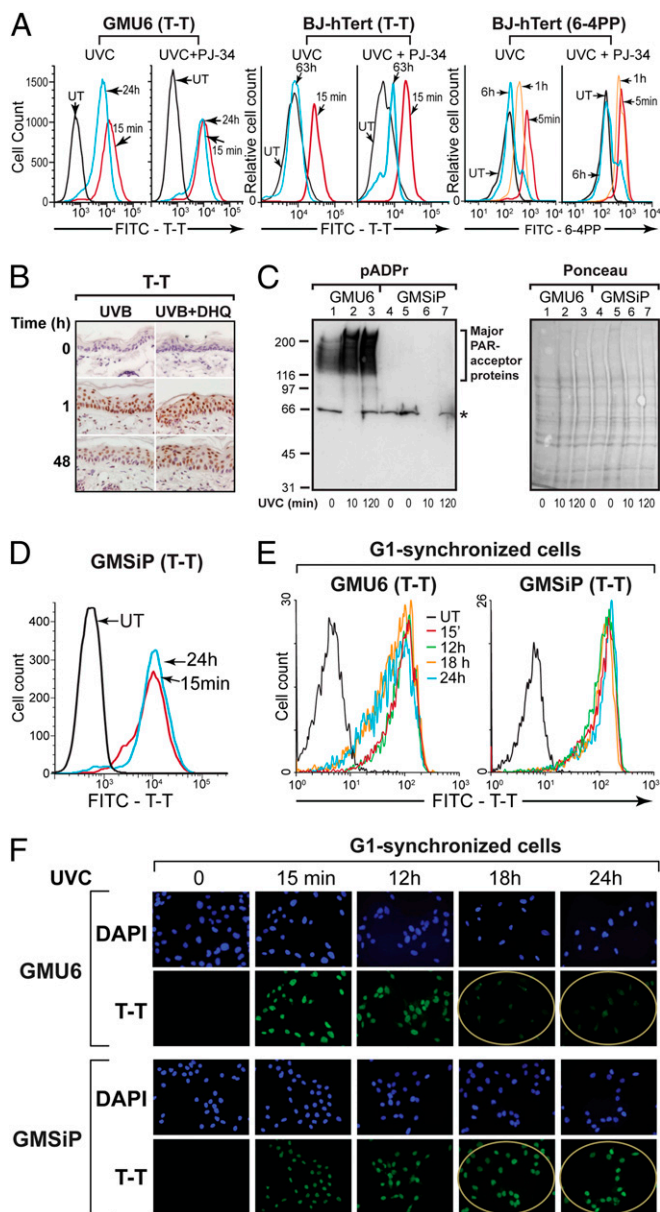 A
GMU6 (T-T)
UVC UVC+PJ-34
BJ-hTert (T-T)
UVC UVC + PJ-34
BJ-hTert (6-4PP)
UVC UVC + PJ-34
Cell Count
1500
1000
500
0
UT
24h
15 min
UT
24h
15 min
10³ 10⁴ 10⁵ 10³ 10⁴ 10⁵
FITC - T-T
Relative cell count
63h
UT
15 min
63h
UT
15 min
10⁴ 10⁵ 10⁴ 10⁵
FITC - T-T
Relative cell count
6h
1h
5min
UT
UT
1h
5min
6h
10¹ 10² 10³ 10⁴ 10¹ 10² 10³ 10⁴
FITC - 6-4PP
B
T-T
UVB UVB+DHQ
Time (h)
0
1
48
C
pADPr
GMU6 GMSiP
1 2 3 4 5 6 7
200
116
97
66
45
31
Major
PAR-
acceptor
proteins
*
UVC (min) 0 10 120 0 0 10 120
Ponceau
GMU6 GMSiP
1 2 3 4 5 6 7
0 10 120 0 0 10 120
D
GMSiP (T-T)
Cell count
400
300
200
100
0
UT
24h
15min
10³ 10⁴ 10⁵
FITC - T-T
E
G1-synchronized cells
GMU6 (T-T) GMSiP (T-T)
Cell count
30
0
UT
15'
12h
18 h
24h
26
0
10⁰ 10¹ 10² 10³ 10⁰ 10¹ 10² 10³
FITC - T-T
F
G1-synchronized cells
UVC 0 15 min 12h 18h 24h
GMU6
DAPI
T-T
GMSiP
DAPI
T-T